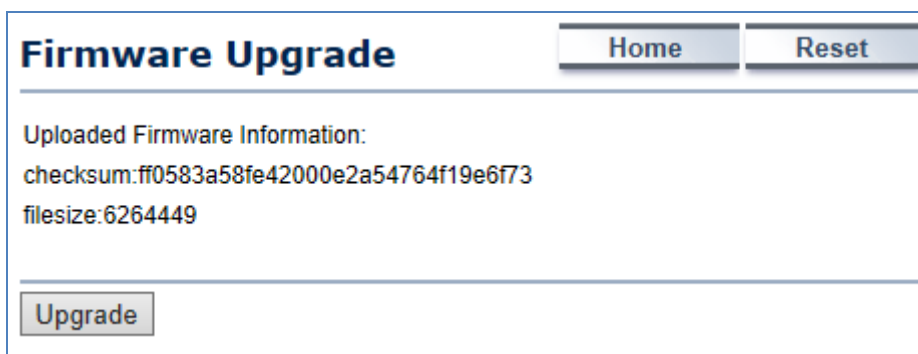 Firmware Upgrade
Home
Reset
Uploaded Firmware Information:
checksum:ff0583a58fe42000e2a54764f19e6f73
filesize:6264449
Upgrade